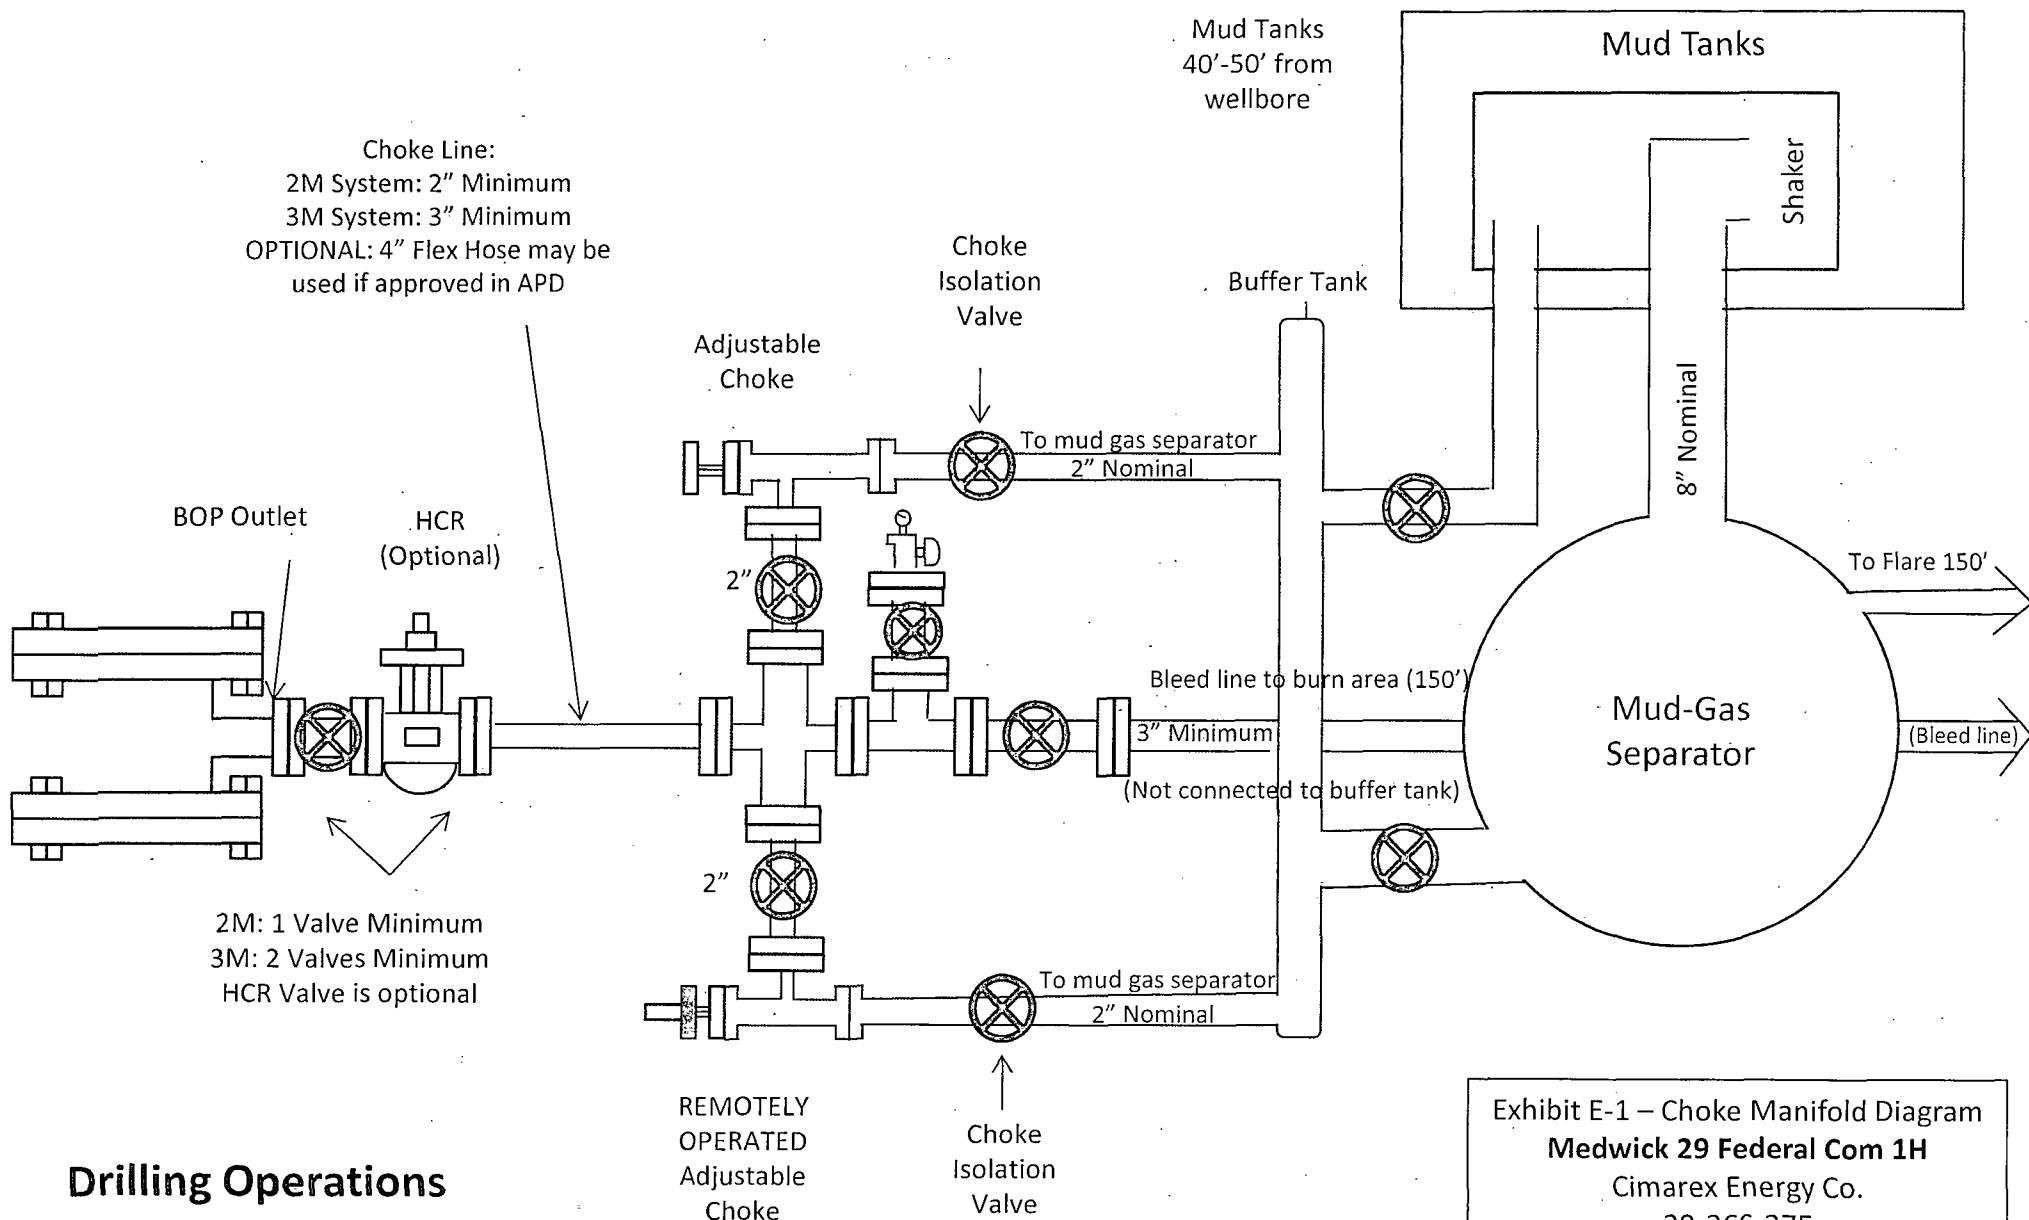 Mud Tanks
40'-50' from
wellbore
Mud Tanks
Shaker
Choke Line:
2M System: 2" Minimum
3M System: 3" Minimum
OPTIONAL: 4" Flex Hose may be
used if approved in APD
Choke
Isolation
Valve
Buffer Tank
Adjustable
Choke
8" Nominal
To mud gas separator
2" Nominal
BOP Outlet
HCR
(Optional)
2"
To Flare 150'
Bleed line to burn area (150')
3" Minimum
(Not connected to buffer tank)
Mud-Gas
Separator
(Bleed line)
2"
2M: 1 Valve Minimum
3M: 2 Valves Minimum
HCR Valve is optional
To mud gas separator
2" Nominal
REMOTELY
OPERATED
Adjustable
Choke
Choke
Isolation
Valve
Drilling Operations
Exhibit E-1 – Choke Manifold Diagram
Medwick 29 Federal Com 1H
Cimarex Energy Co.